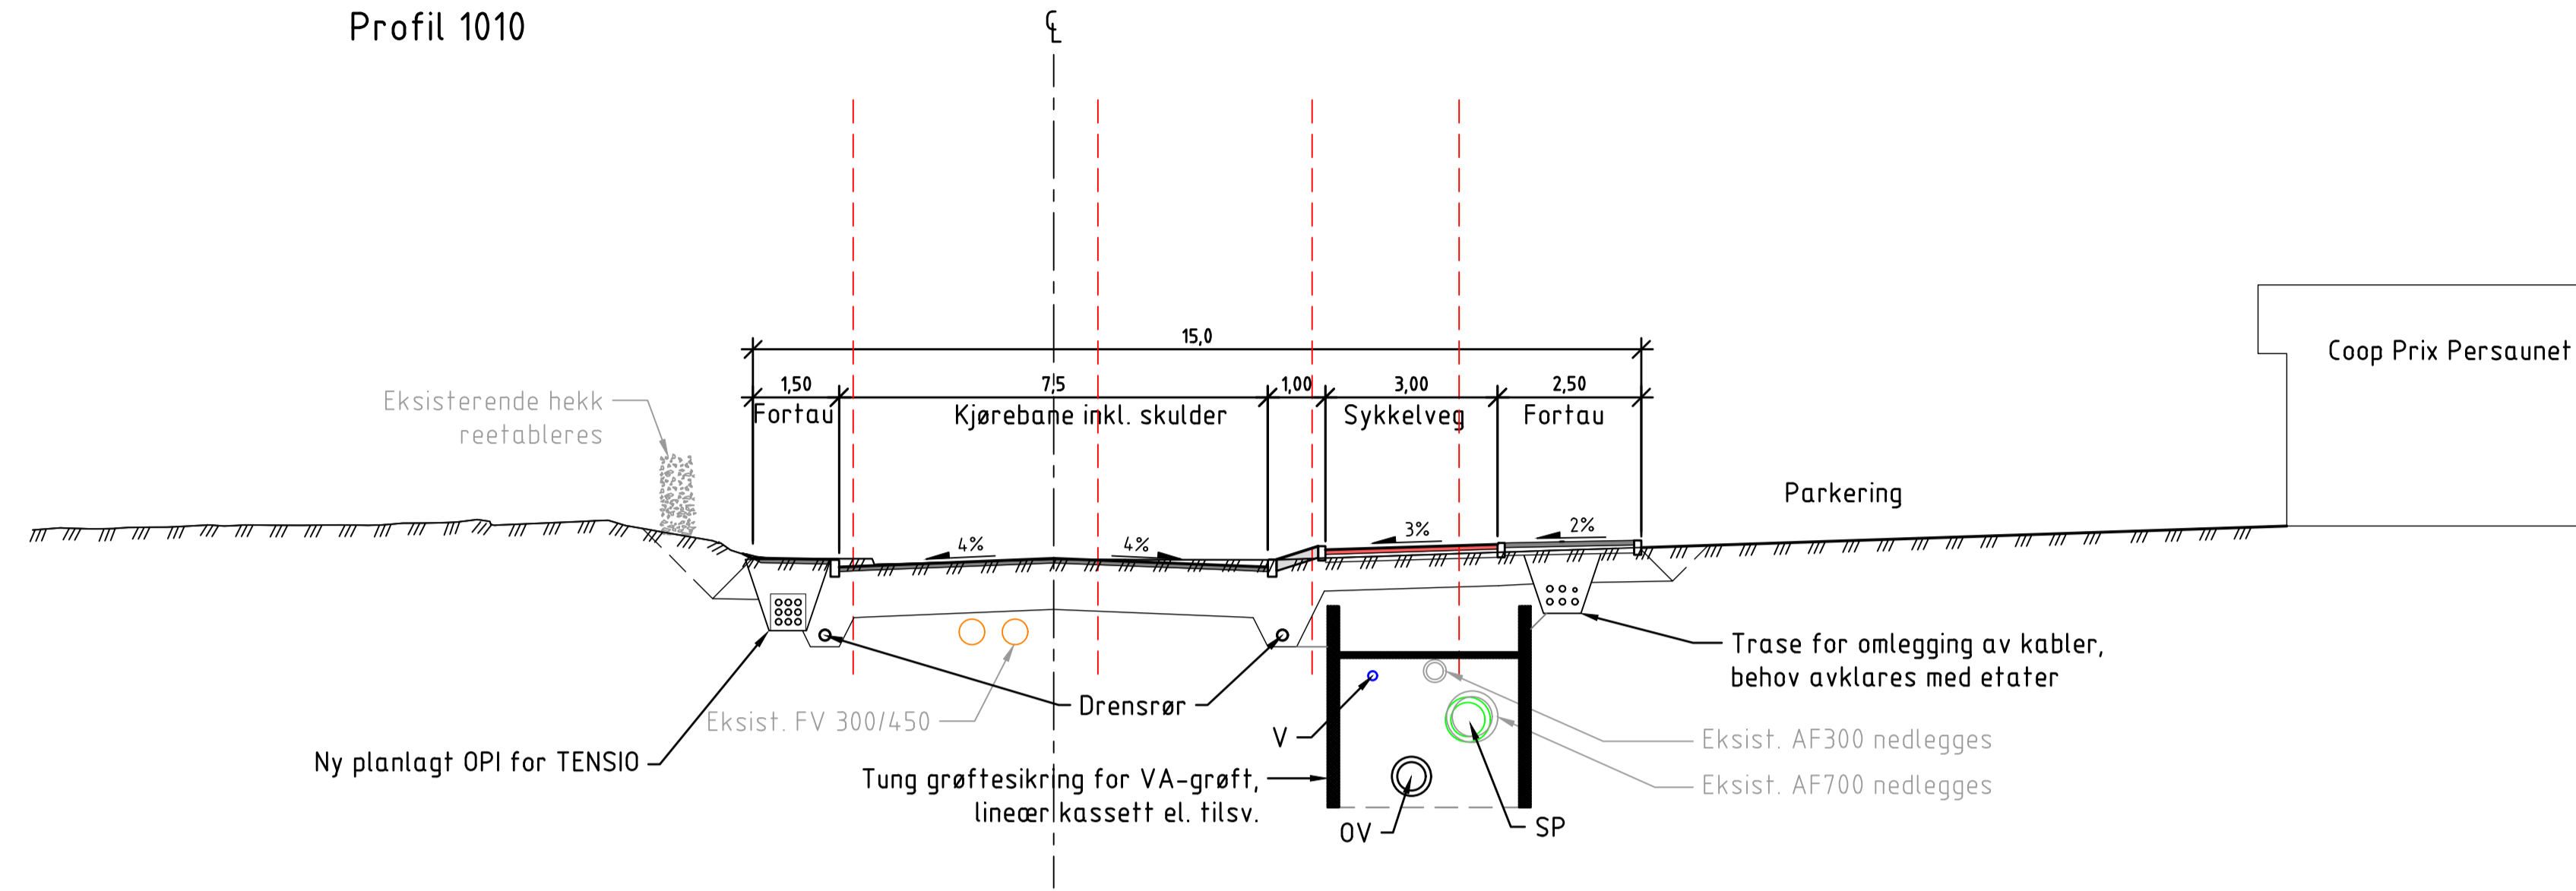 Profil 1010
℄
15,0
1,50
7,5
1,00
3,00
2,50
Fortau
Kjørebane inkl. skulder
Sykkelveg
Fortau
Coop Prix Persaunet
Eksisterende hekk
reetableres
Parkering
4%
4%
3%
2%
Trase for omlegging av kabler,
behov avklares med etater
Drensrør
Eksist. FV 300/450
V
Ny planlagt OPI for TENSIO
Eksist. AF300 nedlegges
Tung grøftesikring for VA-grøft,
lineær kassett el. tilsv.
Eksist. AF700 nedlegges
OV
SP